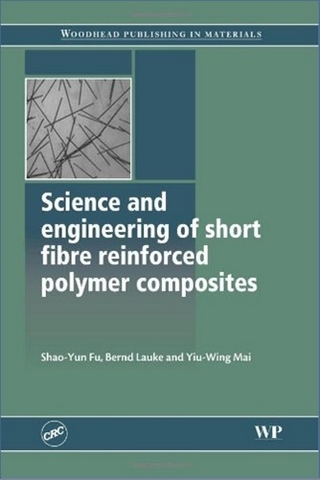 WOODHEAD PUBLISHING IN MATERIALS
Science and
engineering of short
fibre reinforced
polymer composites
Shao-Yun Fu, Bernd Lauke and Yiu-Wing Mai
CRC
WP